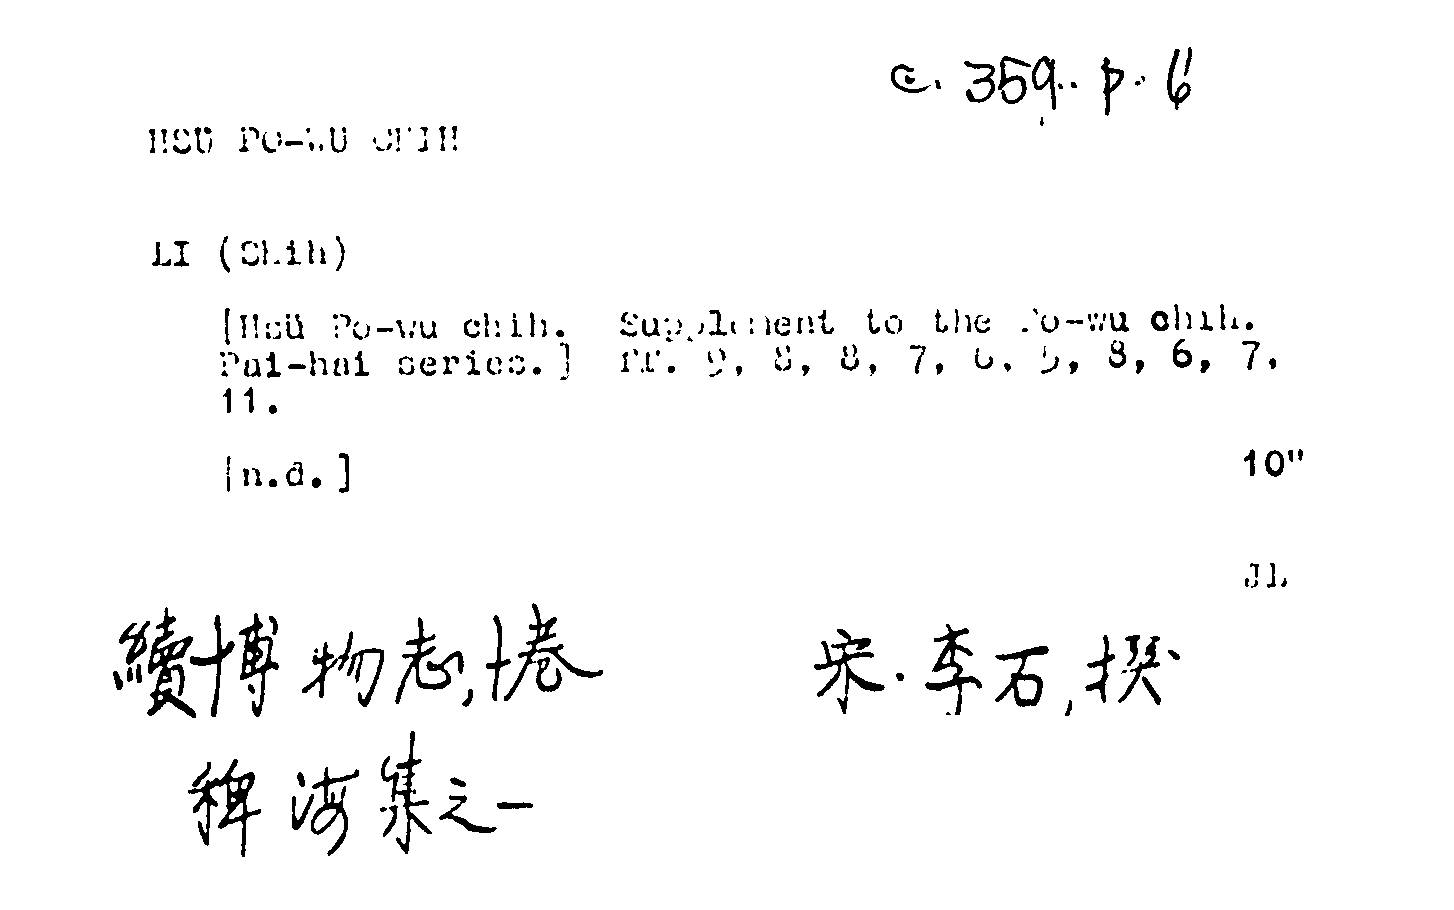 c. 359. p. 6
HSÜ PO-WU CHIH
LI (Shih)
[Hsü Po-wu chih. Supplement to the Po-wu chih.
Pai-hai series.] ff. 9, 8, 8, 7, 6, 5, 8, 6, 7,
11.
[n.d.]
10"
JL
續博物志,十卷
宋.李石,撰
稗海集之一